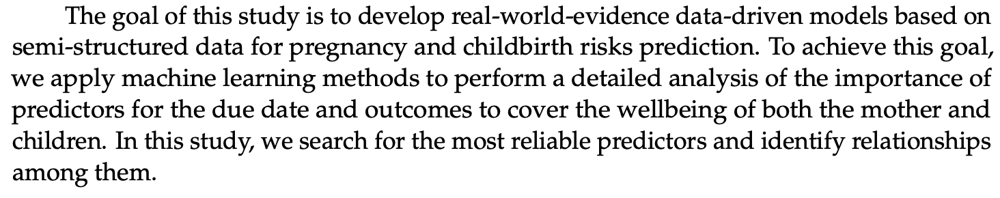 The goal of this study is to develop real-world-evidence data-driven models based on
semi-structured data for pregnancy and childbirth risks prediction. To achieve this goal,
we apply machine learning methods to perform a detailed analysis of the importance of
predictors for the due date and outcomes to cover the wellbeing of both the mother and
children. In this study, we search for the most reliable predictors and identify relationships
among them.